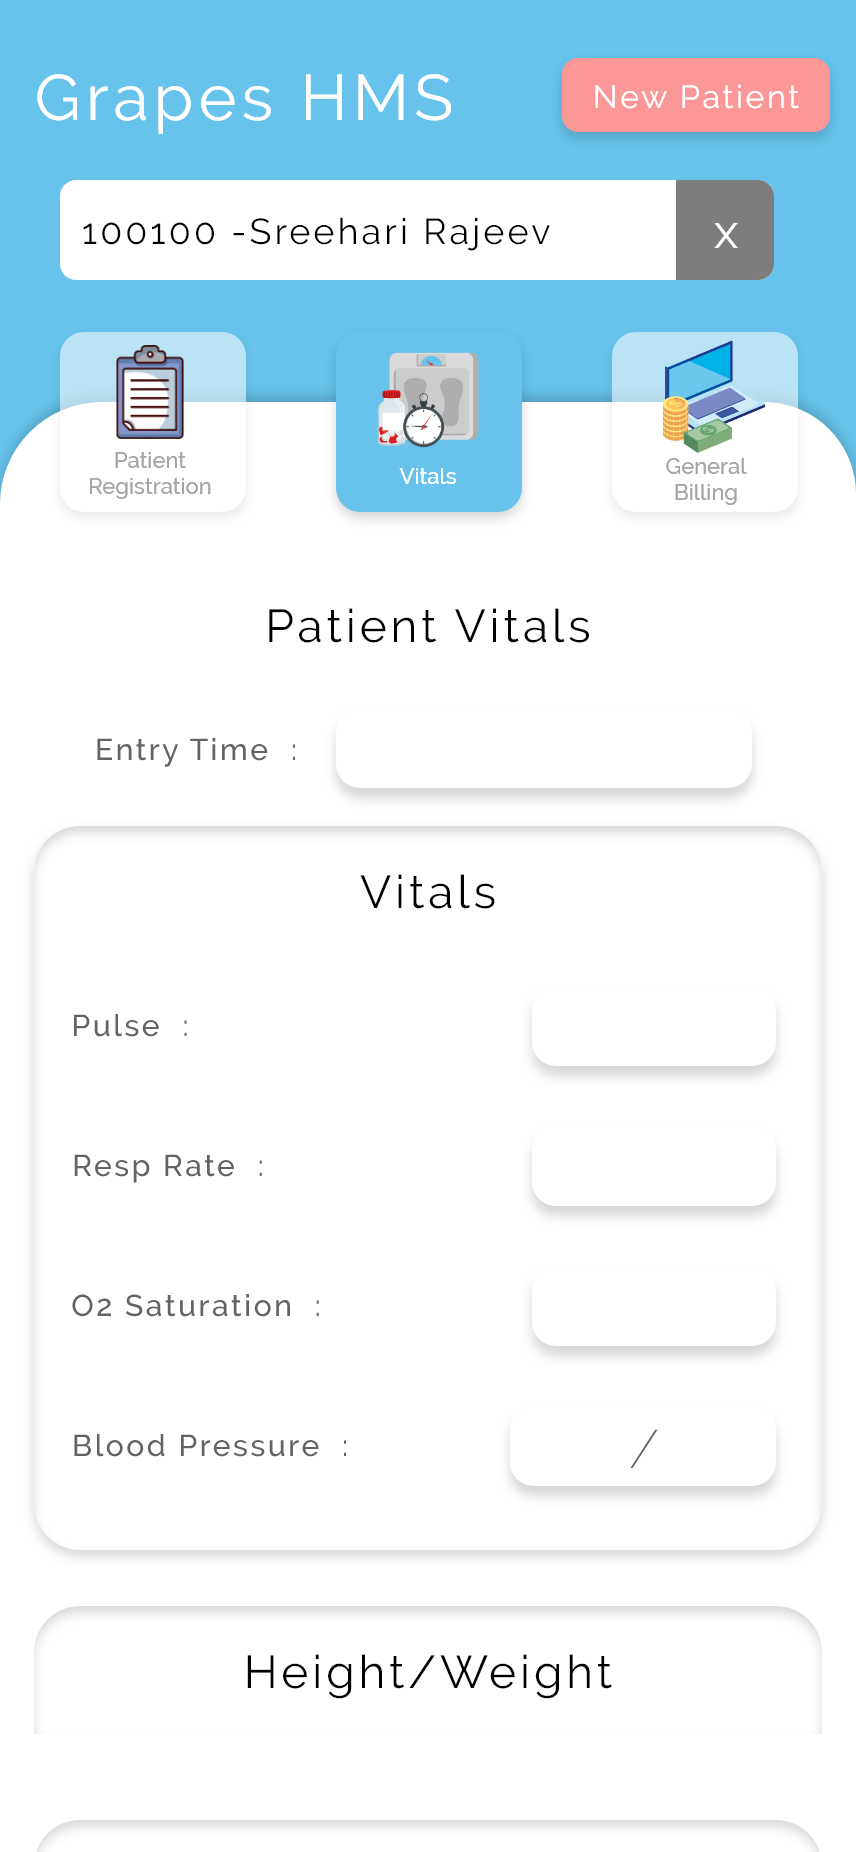 Grapes HMS
New Patient
100100 -Sreehari Rajeev
x
Patient
Registration
Vitals
General
Billing
Patient Vitals
Entry Time :
Vitals
Pulse :
Resp Rate :
O2 Saturation :
Blood Pressure :
/
Height/Weight